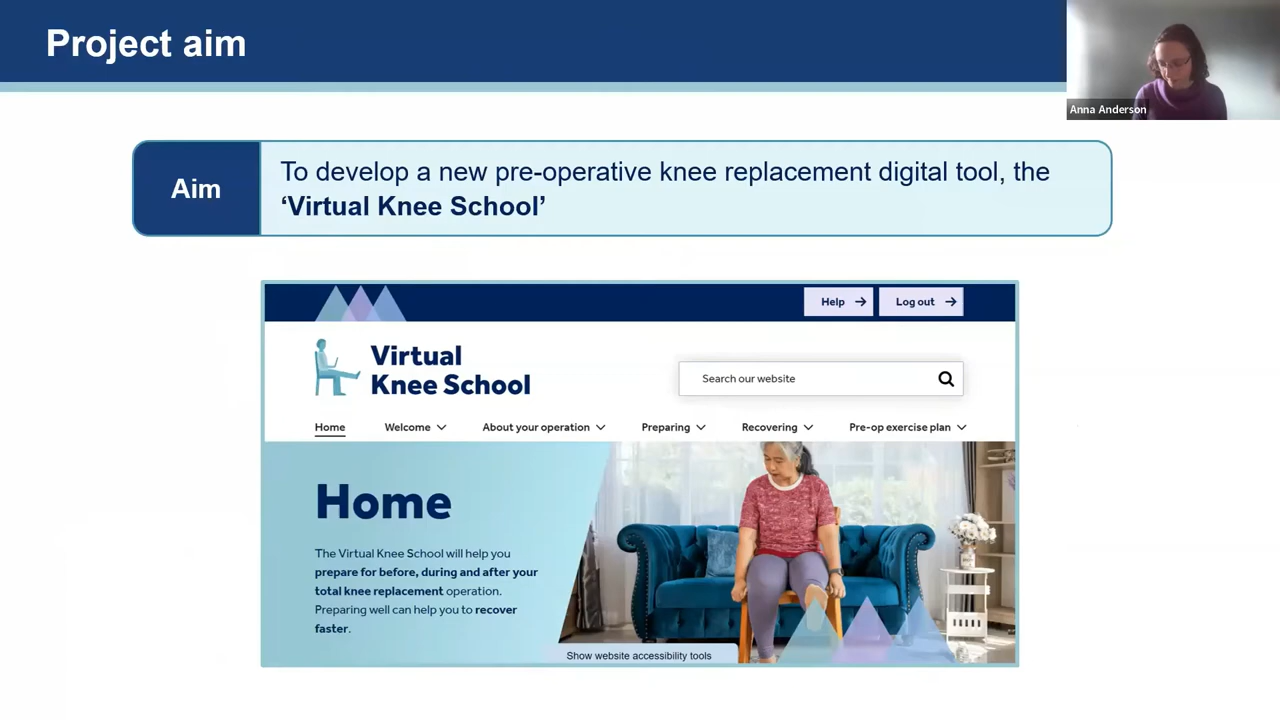 Project aim
Anna Anderson
Aim
To develop a new pre-operative knee replacement digital tool, the
‘Virtual Knee School’
Help
Log out
Virtual
Knee School
Search our website
Home
Welcome
About your operation
Preparing
Recovering
Pre-op exercise plan
Home
The Virtual Knee School will help you
prepare for before, during and after your
total knee replacement operation.
Preparing well can help you to recover
faster.
Show website accessibility tools